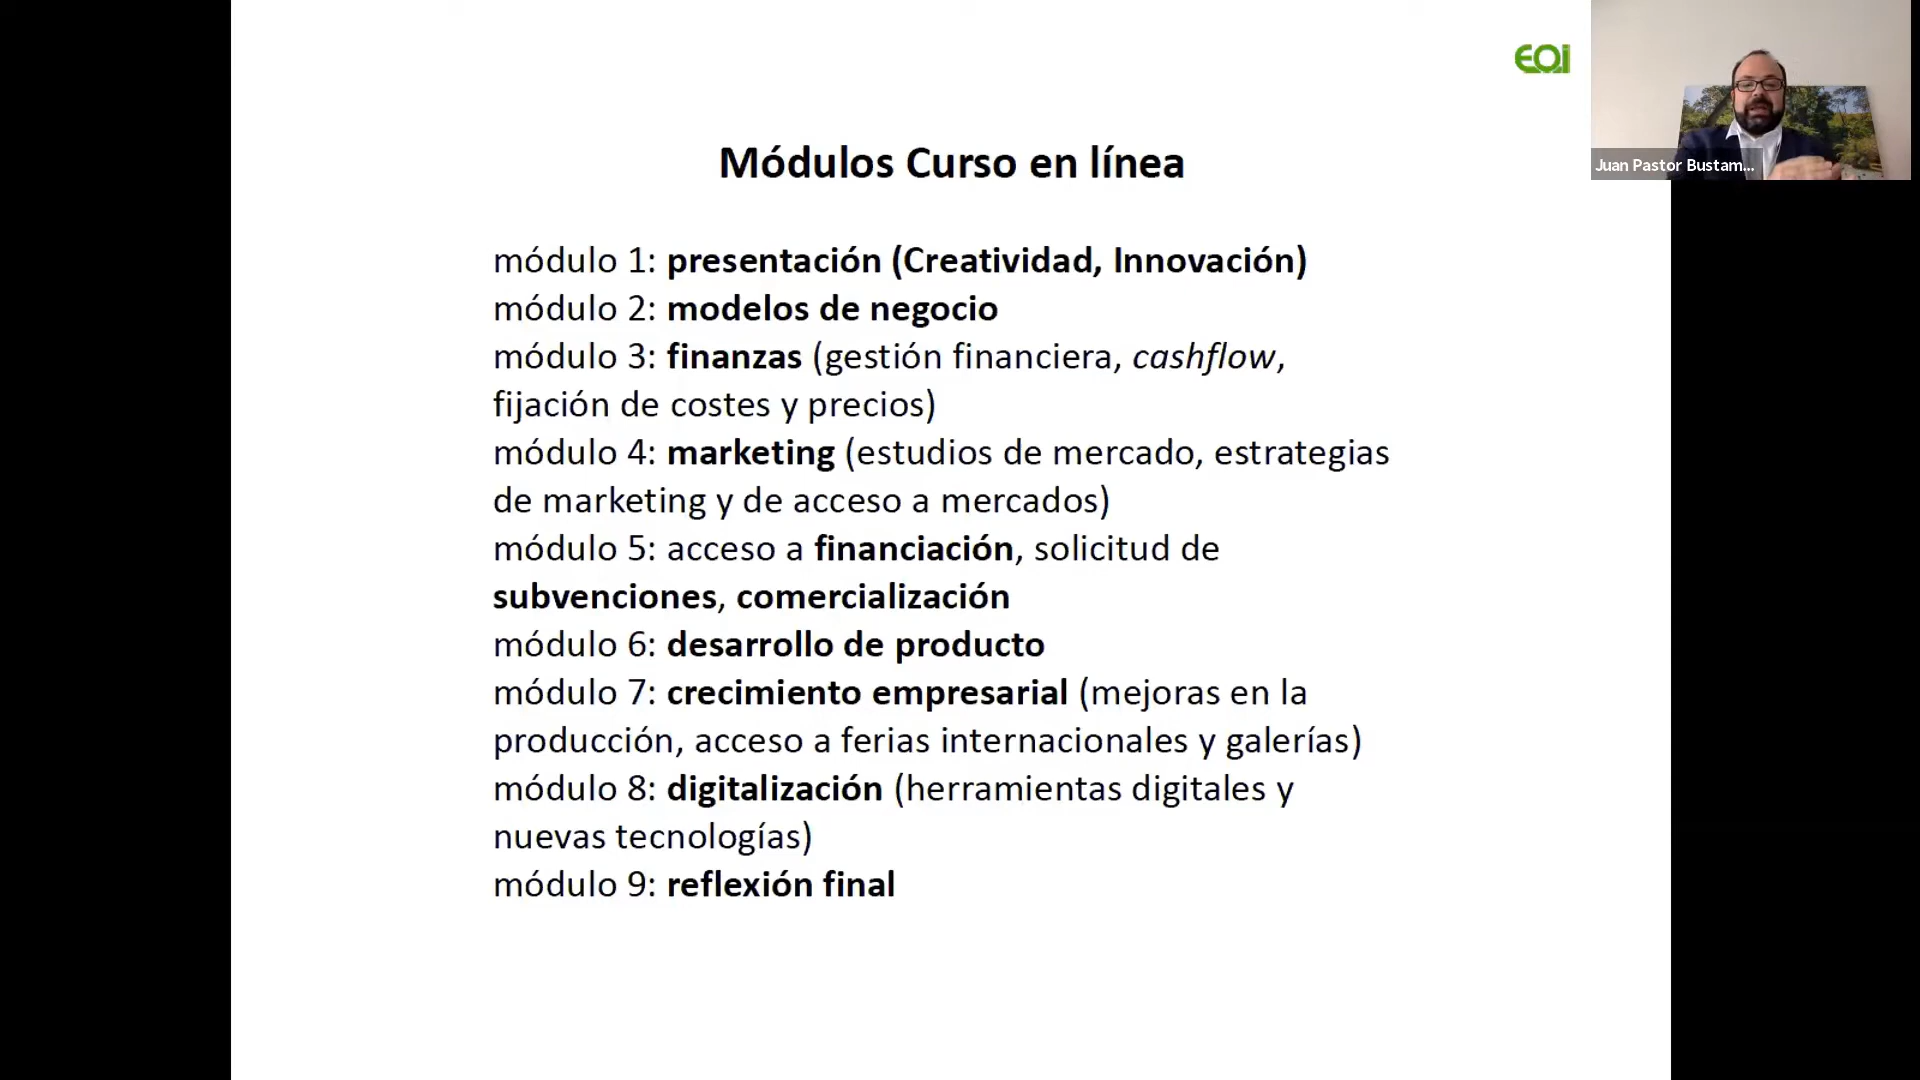 EOI
Juan Pastor Bustam...
Módulos Curso en línea
módulo 1: presentación (Creatividad, Innovación)
módulo 2: modelos de negocio
módulo 3: finanzas (gestión financiera, cashflow,
fijación de costes y precios)
módulo 4: marketing (estudios de mercado, estrategias
de marketing y de acceso a mercados)
módulo 5: acceso a financiación, solicitud de
subvenciones, comercialización
módulo 6: desarrollo de producto
módulo 7: crecimiento empresarial (mejoras en la
producción, acceso a ferias internacionales y galerías)
módulo 8: digitalización (herramientas digitales y
nuevas tecnologías)
módulo 9: reflexión final